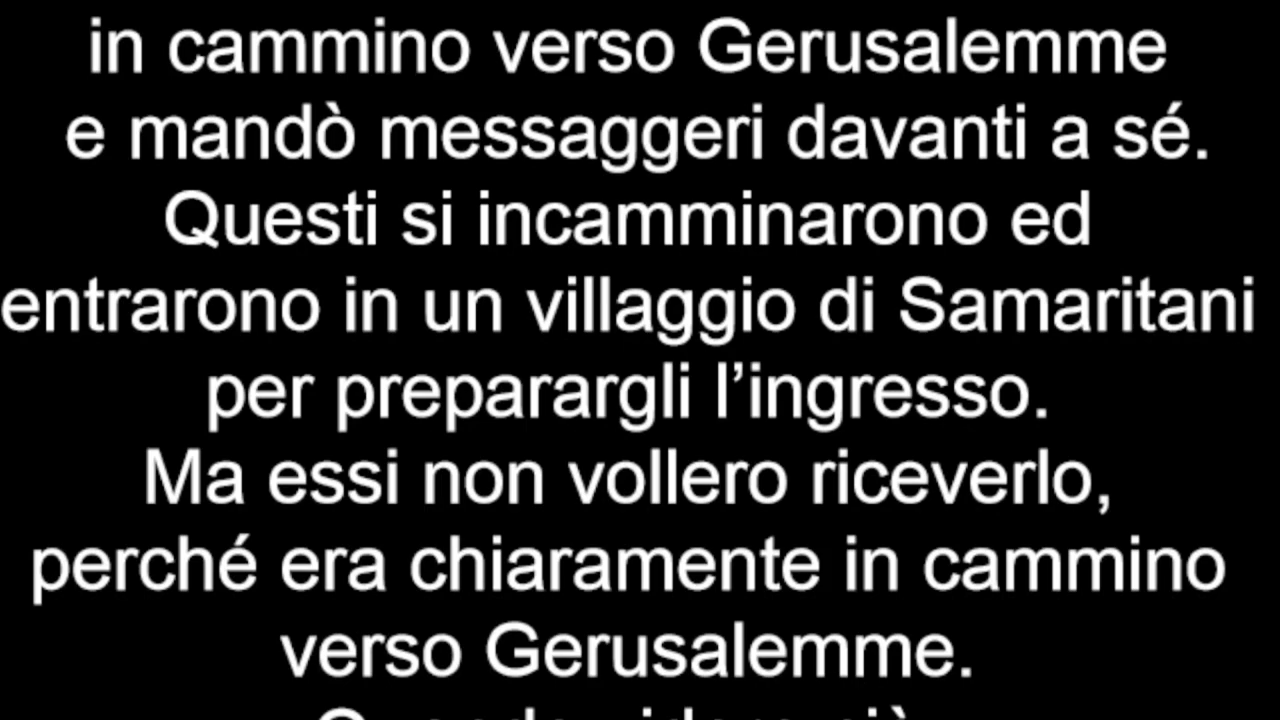 in cammino verso Gerusalemme
e mandò messaggeri davanti a sé.
Questi si incamminarono ed
entrarono in un villaggio di Samaritani
per preparargli l’ingresso.
Ma essi non vollero riceverlo,
perché era chiaramente in cammino
verso Gerusalemme.